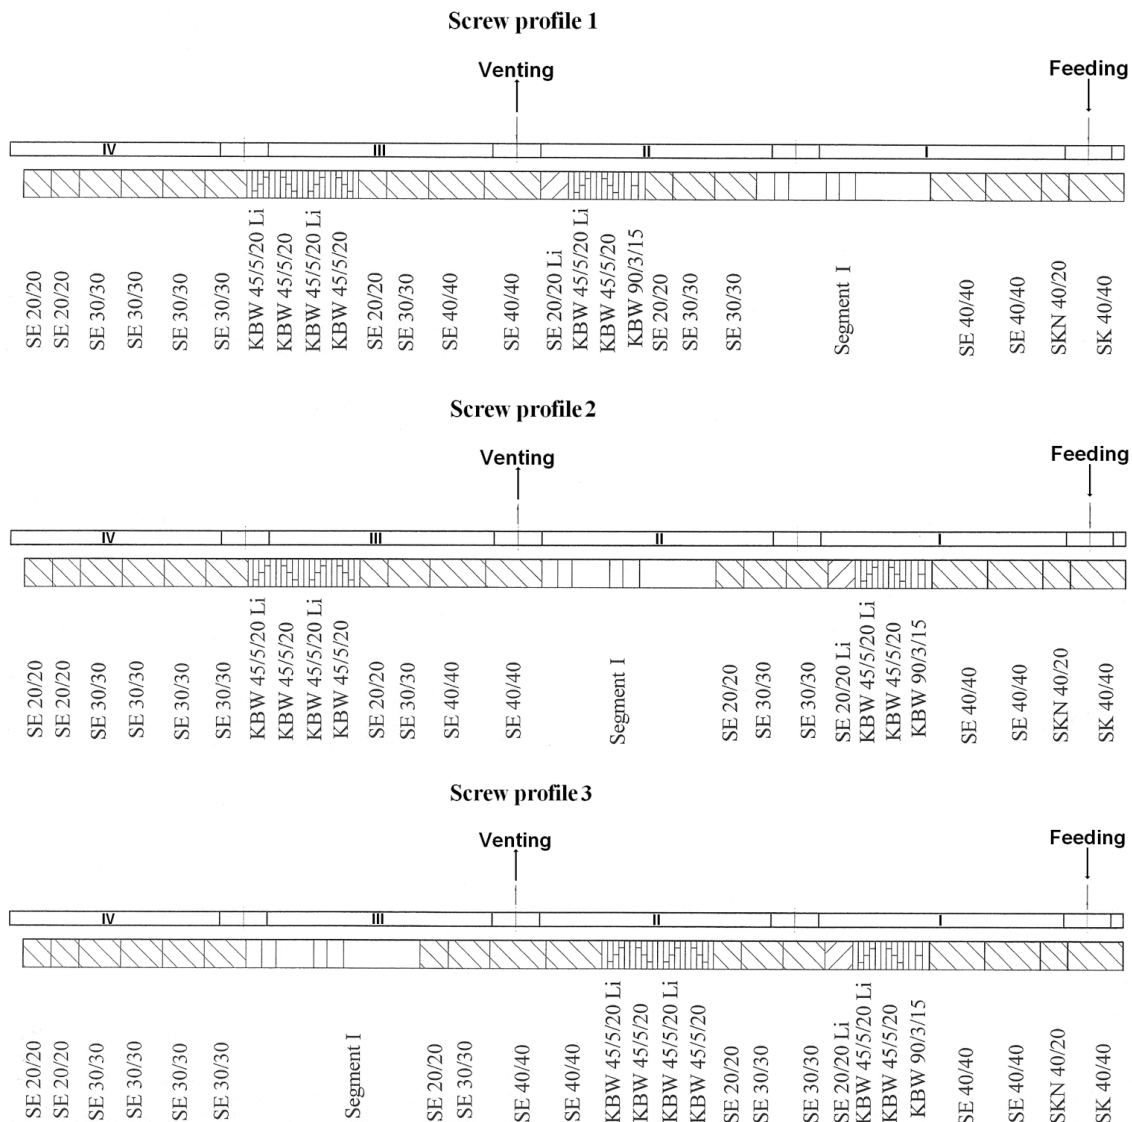 Screw profile 1
Venting
Feeding
IV
III
II
I
SE 20/20
SE 20/20
SE 30/30
SE 30/30
SE 30/30
SE 30/30
KBW 45/5/20 Li
KBW 45/5/20
KBW 45/5/20 Li
KBW 45/5/20
SE 20/20
SE 30/30
SE 40/40
SE 40/40
SE 20/20 Li
KBW 45/5/20 Li
KBW 45/5/20
KBW 90/3/15
SE 20/20
SE 30/30
SE 30/30
Segment I
SE 40/40
SE 40/40
SKN 40/20
SK 40/40
Screw profile 2
Venting
Feeding
IV
III
II
I
SE 20/20
SE 20/20
SE 30/30
SE 30/30
SE 30/30
SE 30/30
KBW 45/5/20 Li
KBW 45/5/20
KBW 45/5/20 Li
KBW 45/5/20
SE 20/20
SE 30/30
SE 40/40
SE 40/40
Segment I
SE 20/20
SE 30/30
SE 30/30
SE 20/20 Li
KBW 45/5/20 Li
KBW 45/5/20
KBW 90/3/15
SE 40/40
SE 40/40
SKN 40/20
SK 40/40
Screw profile 3
Venting
Feeding
IV
III
II
I
SE 20/20
SE 20/20
SE 30/30
SE 30/30
SE 30/30
SE 30/30
Segment I
SE 20/20
SE 30/30
SE 40/40
SE 40/40
KBW 45/5/20 Li
KBW 45/5/20
KBW 45/5/20 Li
KBW 45/5/20
SE 20/20
SE 30/30
SE 30/30
SE 20/20 Li
KBW 45/5/20 Li
KBW 45/5/20
KBW 90/3/15
SE 40/40
SE 40/40
SKN 40/20
SK 40/40